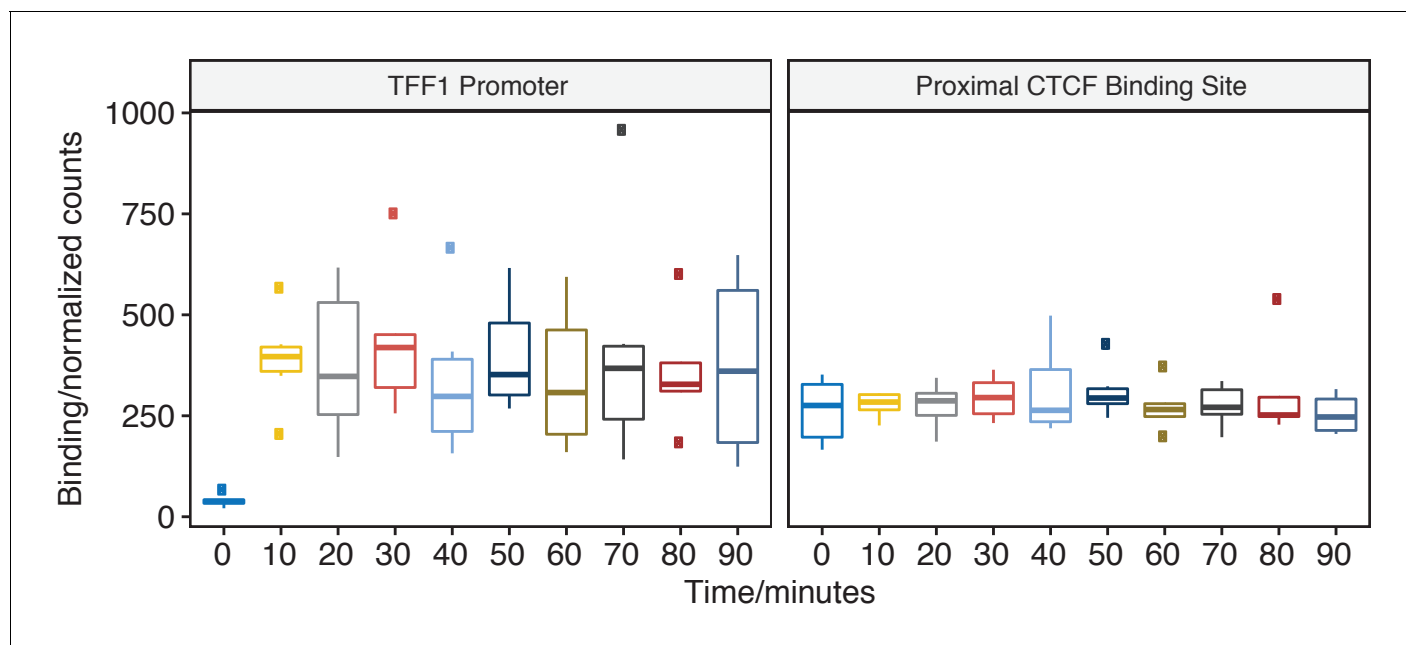 TFF1 Promoter
Proximal CTCF Binding Site
Binding/normalized counts
1000
750
500
250
0
0 10 20 30 40 50 60 70 80 90
0 10 20 30 40 50 60 70 80 90
Time/minutes